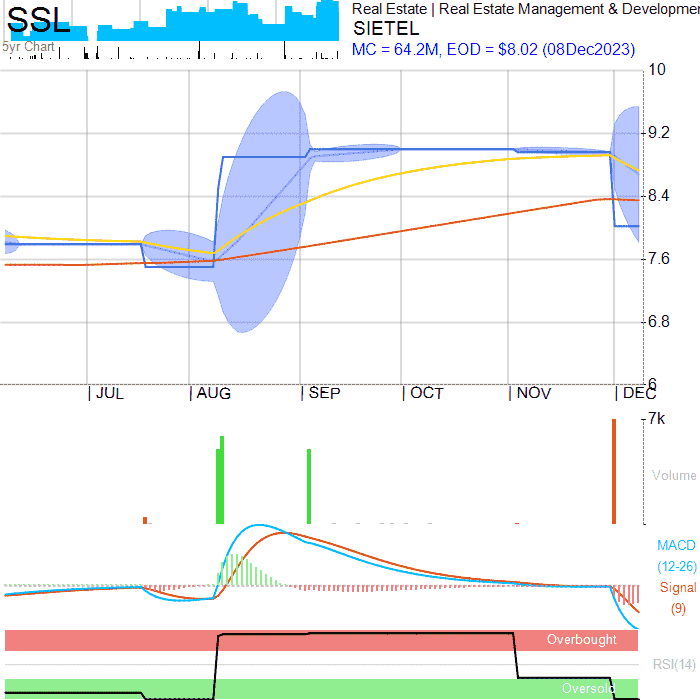 SSL
5yr Chart
Real Estate | Real Estate Management & Developmen
SIETEL
MC = 64.2M, EOD = $8.02 (08Dec2023)
10
9.2
8.4
7.6
6.8
6
JUL AUG SEP OCT NOV DEC
7k
Volume
MACD
(12-26)
Signal
(9)
Overbought
RSI(14)
Oversold